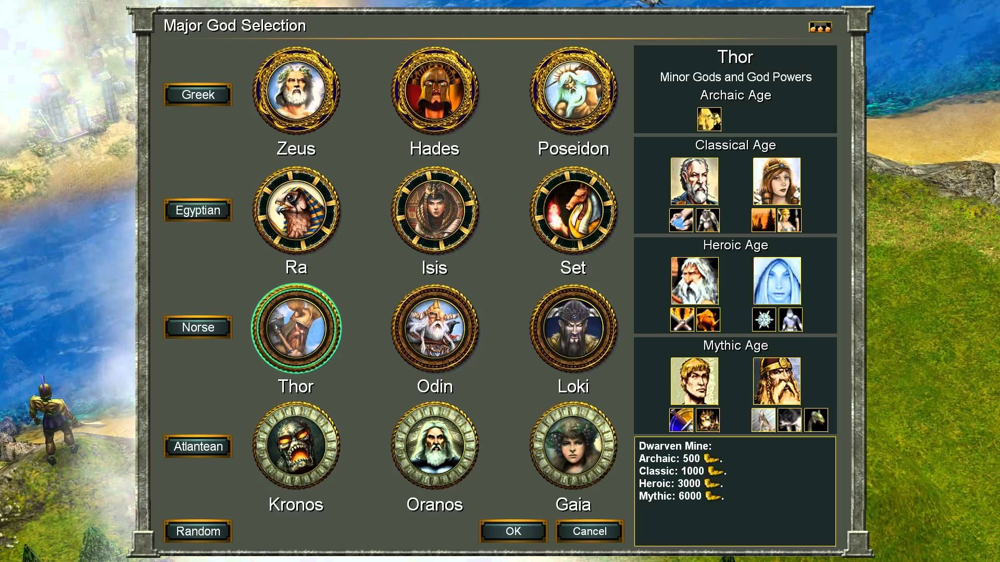 Major God Selection
Greek
Zeus
Hades
Poseidon
Egyptian
Ra
Isis
Set
Norse
Thor
Odin
Loki
Atlantean
Kronos
Oranos
Gaia
Random
OK
Cancel
Thor
Minor Gods and God Powers
Archaic Age
Classical Age
Heroic Age
Mythic Age
Dwarven Mine:
Archaic: 500 .
Classic: 1000 .
Heroic: 3000 .
Mythic: 6000 .